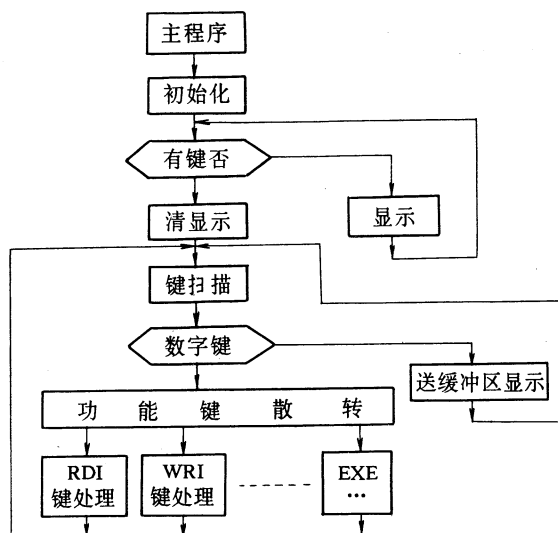 主程序
初始化
有键否
显示
清显示
键扫描
数字键
送缓冲区显示
功能键散转
RDI
键处理
WRI
键处理
EXE
…